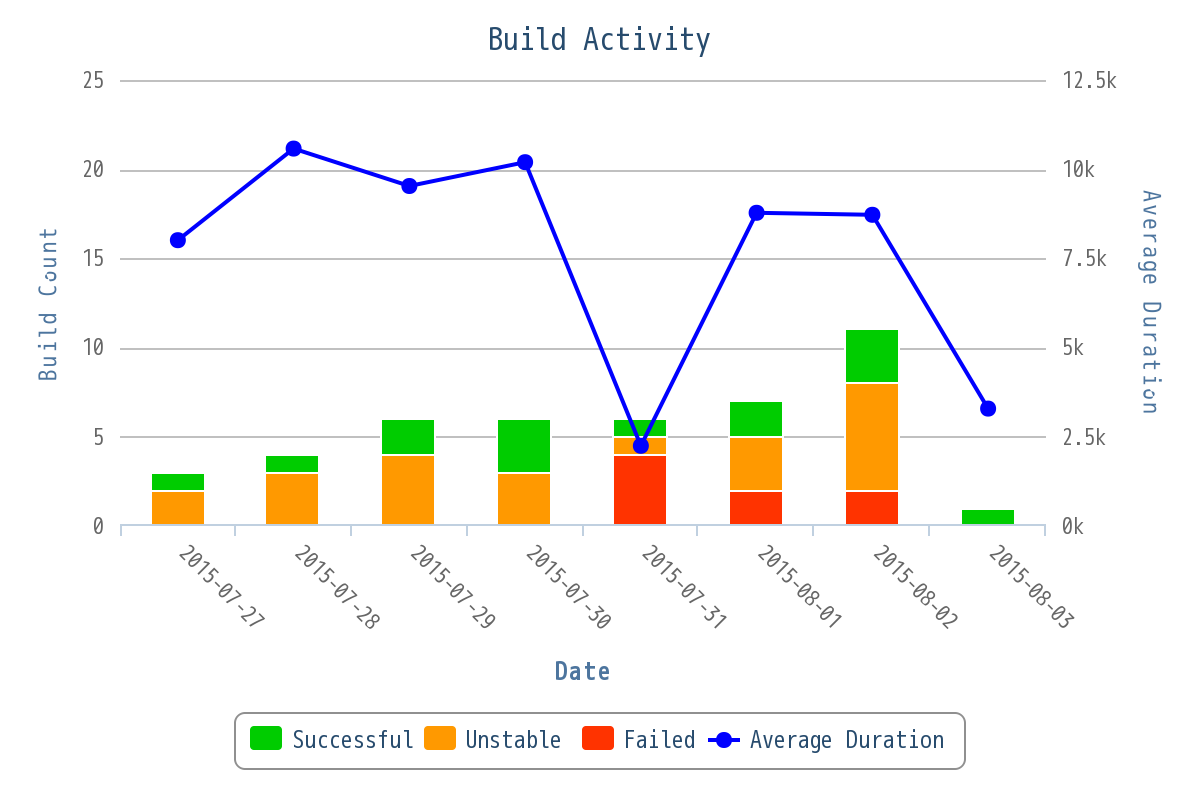 Build Activity
25
20
15
10
5
0
Build Count
12.5k
10k
7.5k
5k
2.5k
0k
Average Duration
2015-07-27
2015-07-28
2015-07-29
2015-07-30
2015-07-31
2015-08-01
2015-08-02
2015-08-03
Date
Successful Unstable Failed Average Duration